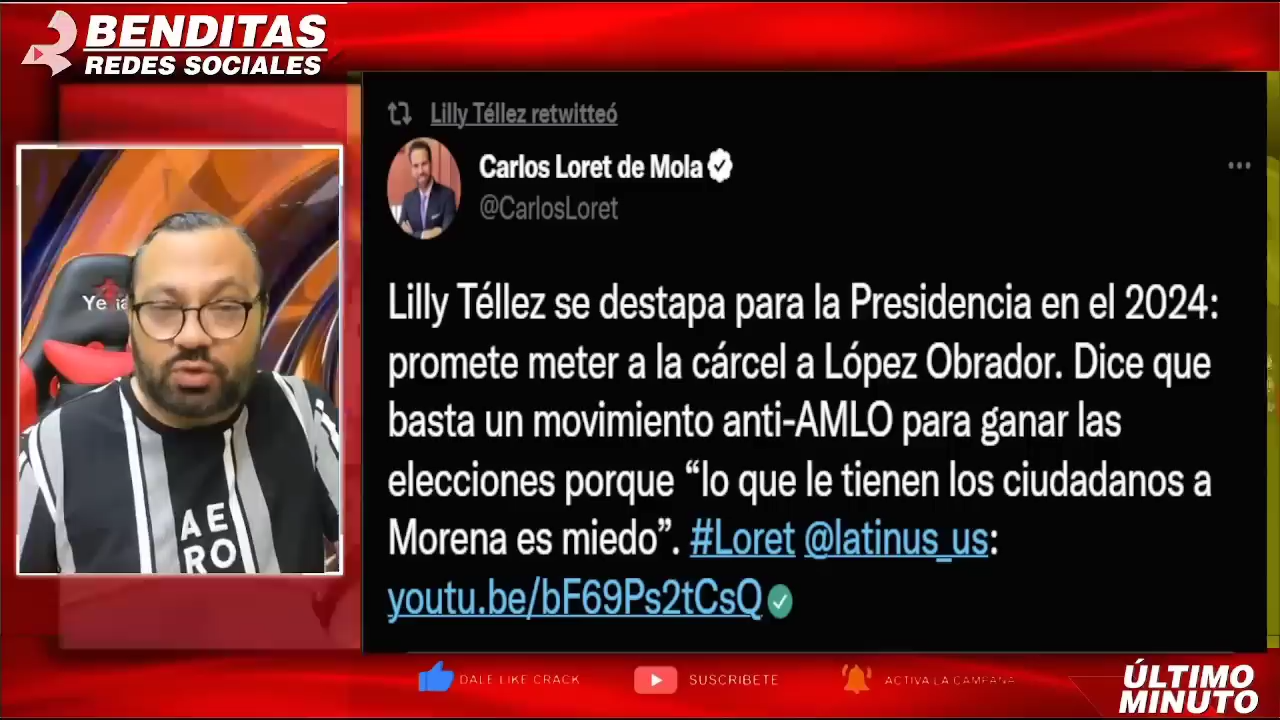 BENDITAS
REDES SOCIALES
Lilly Téllez retwitteó
Carlos Loret de Mola
@CarlosLoret
Lilly Téllez se destapa para la Presidencia en el 2024:
promete meter a la cárcel a López Obrador. Dice que
basta un movimiento anti-AMLO para ganar las
elecciones porque “lo que le tienen los ciudadanos a
Morena es miedo”. #Loret @latinus_us:
youtu.be/bF69Ps2tCsQ
AE
RO
DALE LIKE CRACK
SUSCRIBETE
ACTIVA LA CAMPANA
ÚLTIMO
MINUTO